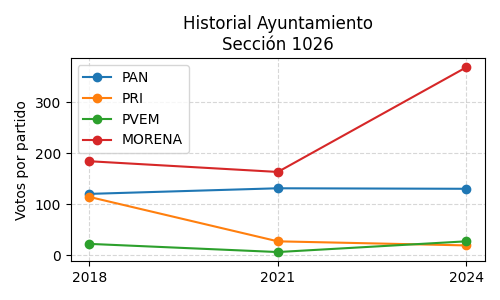 Historial Ayuntamiento
Sección 1026
PAN
PRI
PVEM
MORENA
Votos por partido
300
200
100
0
2018
2021
2024